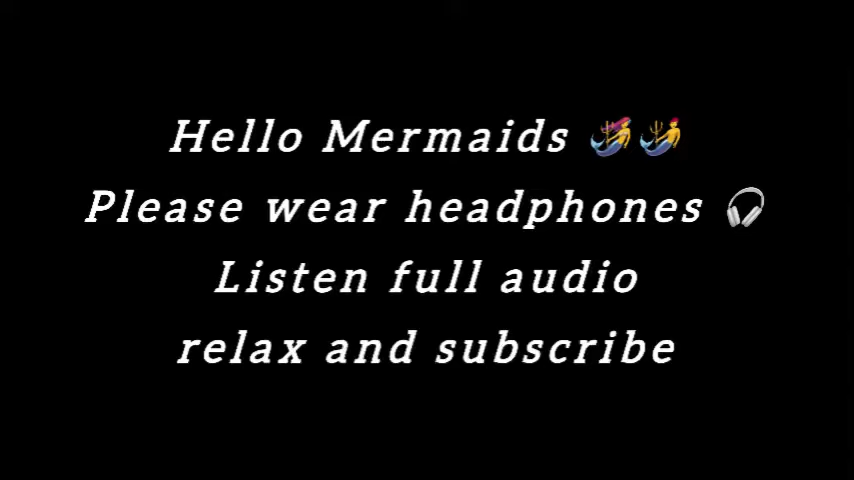 Hello Mermaids 🧜‍♀️🧜‍♂️
Please wear headphones 🎧
Listen full audio
relax and subscribe